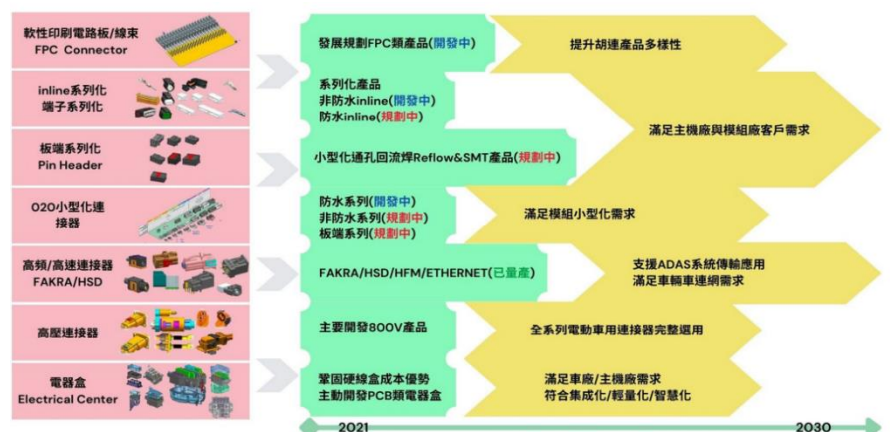 軟性印刷電路板/線束
FPC Connector
發展規劃FPC類產品(開發中)
提升胡連產品多樣性
inline系列化
端子系列化
系列化產品
非防水inline(開發中)
防水inline(規劃中)
滿足主機廠與模組廠客戶需求
板端系列化
Pin Header
小型化通孔回流焊Reflow&SMT產品(規劃中)
020小型化連
接器
防水系列(開發中)
非防水系列(規劃中)
板端系列(規劃中)
滿足模組小型化需求
高頻/高速連接器
FAKRA/HSD
FAKRA/HSD/HFM/ETHERNET(已量產)
支援ADAS系統傳輸應用
滿足車輛車連網需求
高壓連接器
主要開發800V產品
全系列電動車用連接器完整選用
電器盒
Electrical Center
鞏固硬線盒成本優勢
主動開發PCB類電器盒
滿足車廠/主機廠需求
符合集成化/輕量化/智慧化
2021
2030